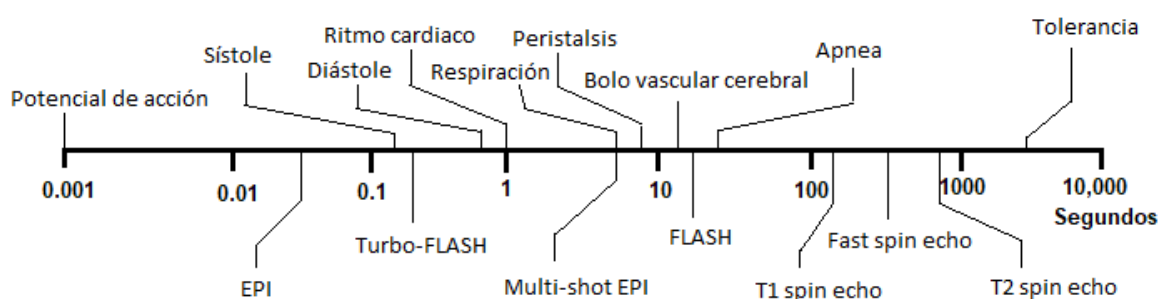 Tolerancia
Ritmo cardiaco
Peristalsis
Sístole
Apnea
Diástole
Respiración
Bolo vascular cerebral
Potencial de acción
0.001
0.01
0.1
1
10
100
1000
10,000
Segundos
FLASH
Turbo-FLASH
Fast spin echo
EPI
Multi-shot EPI
T1 spin echo
T2 spin echo